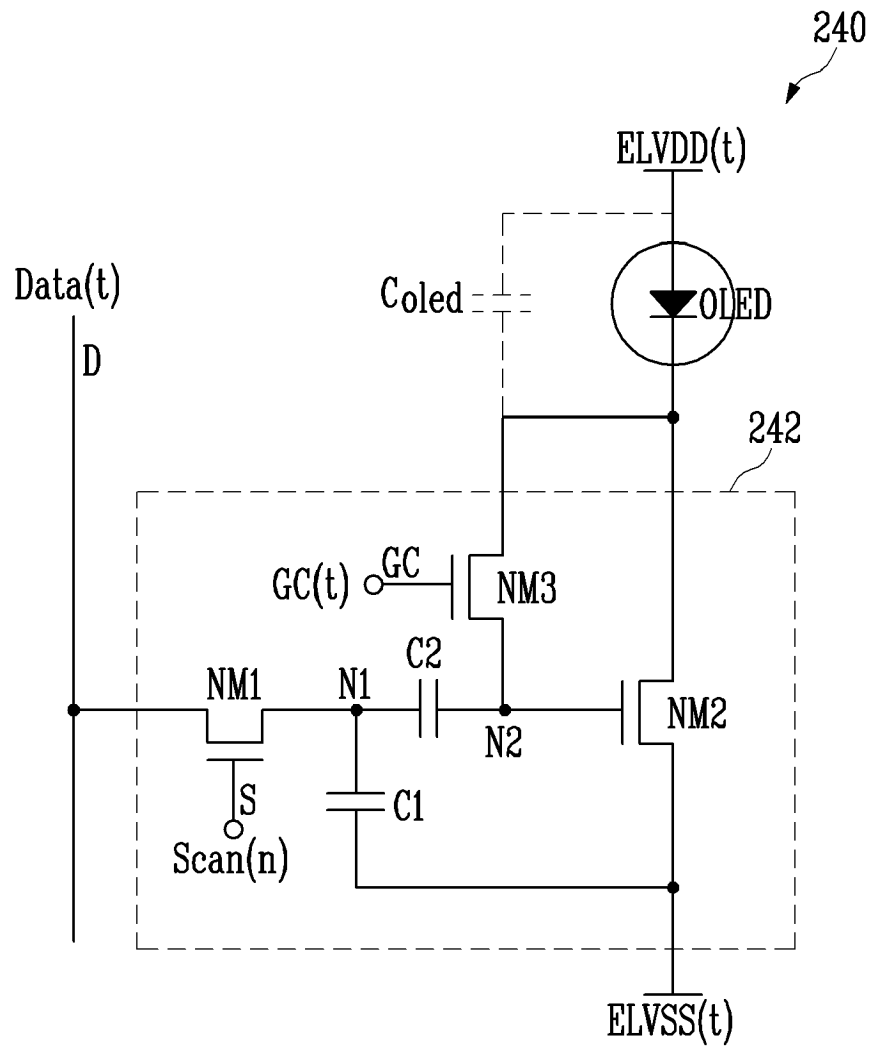 240
ELVDD(t)
Data(t)
Coled
OLED
D
242
GC(t)
GC
NM3
C2
NM1
N1
NM2
N2
S
C1
Scan(n)
ELVSS(t)